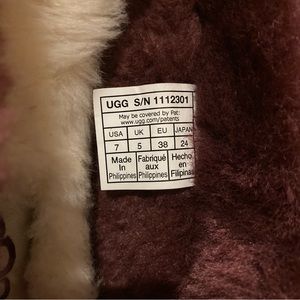 UGG S/N 1112301
May be covered by Pat:
www.ugg.com/patents
USA UK EU JAPAN
7 5 38 24
Made In Philippines
Fabriqué aux Philippines
Hecho en Filipinas